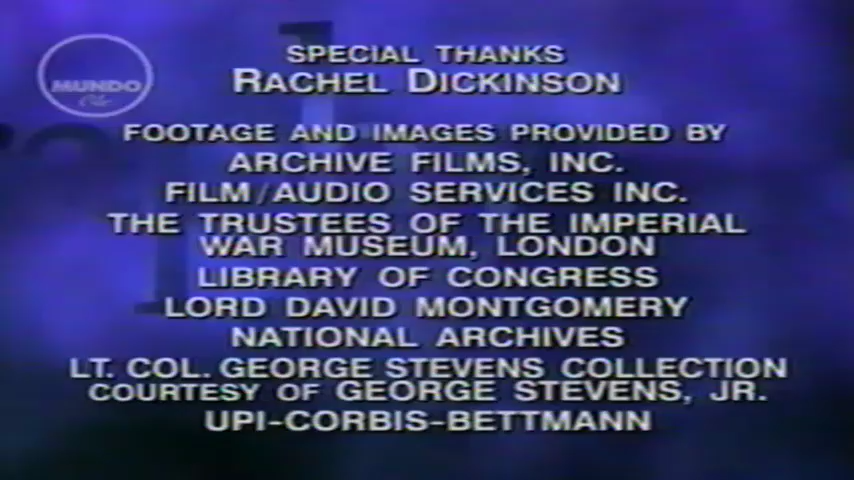 MUNDO
Olé
SPECIAL THANKS
RACHEL DICKINSON
FOOTAGE AND IMAGES PROVIDED BY
ARCHIVE FILMS, INC.
FILM/AUDIO SERVICES INC.
THE TRUSTEES OF THE IMPERIAL
WAR MUSEUM, LONDON
LIBRARY OF CONGRESS
LORD DAVID MONTGOMERY
NATIONAL ARCHIVES
LT. COL. GEORGE STEVENS COLLECTION
COURTESY OF GEORGE STEVENS, JR.
UPI-CORBIS-BETTMANN